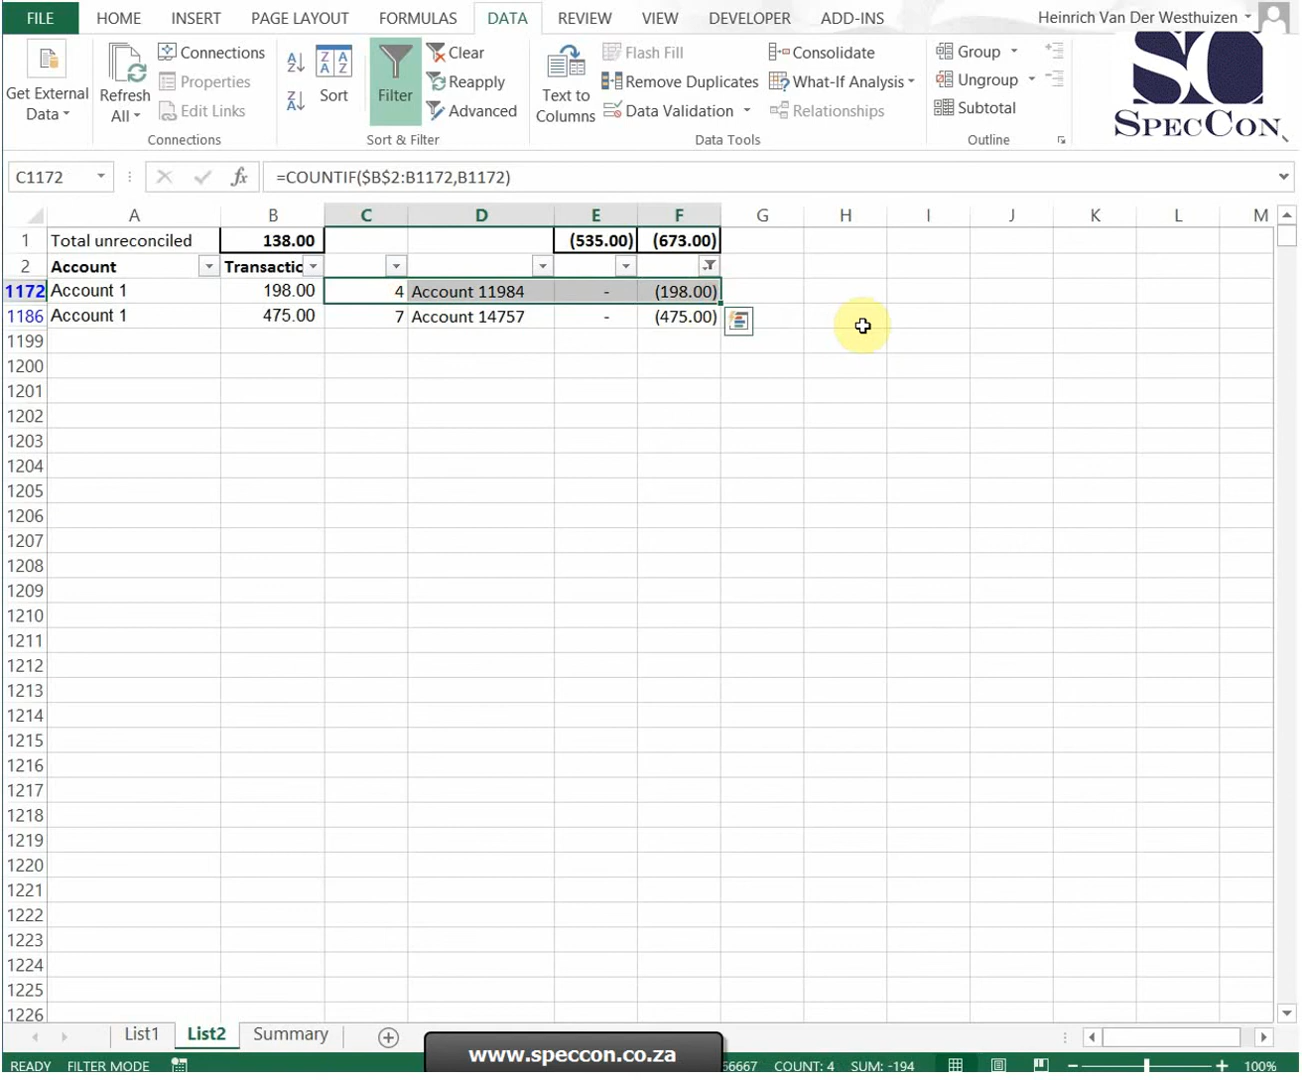 FILE HOME INSERT PAGE LAYOUT FORMULAS DATA REVIEW VIEW DEVELOPER ADD-INS Heinrich Van Der Westhuizen
SC
SPECCON
Get External Data
Refresh All
Connections
Properties
Edit Links
Connections
Sort
Filter
Clear
Reapply
Advanced
Sort & Filter
Text to Columns
Flash Fill
Remove Duplicates
Data Validation
Consolidate
What-If Analysis
Relationships
Data Tools
Group
Ungroup
Subtotal
Outline
C1172 fx =COUNTIF($B$2:B1172,B1172)
A B C D E F G H I J K L M
1 Total unreconciled 138.00 (535.00) (673.00)
2 Account Transactic
1172 Account 1 198.00 4 Account 11984 - (198.00)
1186 Account 1 475.00 7 Account 14757 - (475.00)
1199
1200
1201
1202
1203
1204
1205
1206
1207
1208
1209
1210
1211
1212
1213
1214
1215
1216
1217
1218
1219
1220
1221
1222
1223
1224
1225
1226
List1 List2 Summary
www.speccon.co.za
READY FILTER MODE 56667 COUNT: 4 SUM: -194 100%